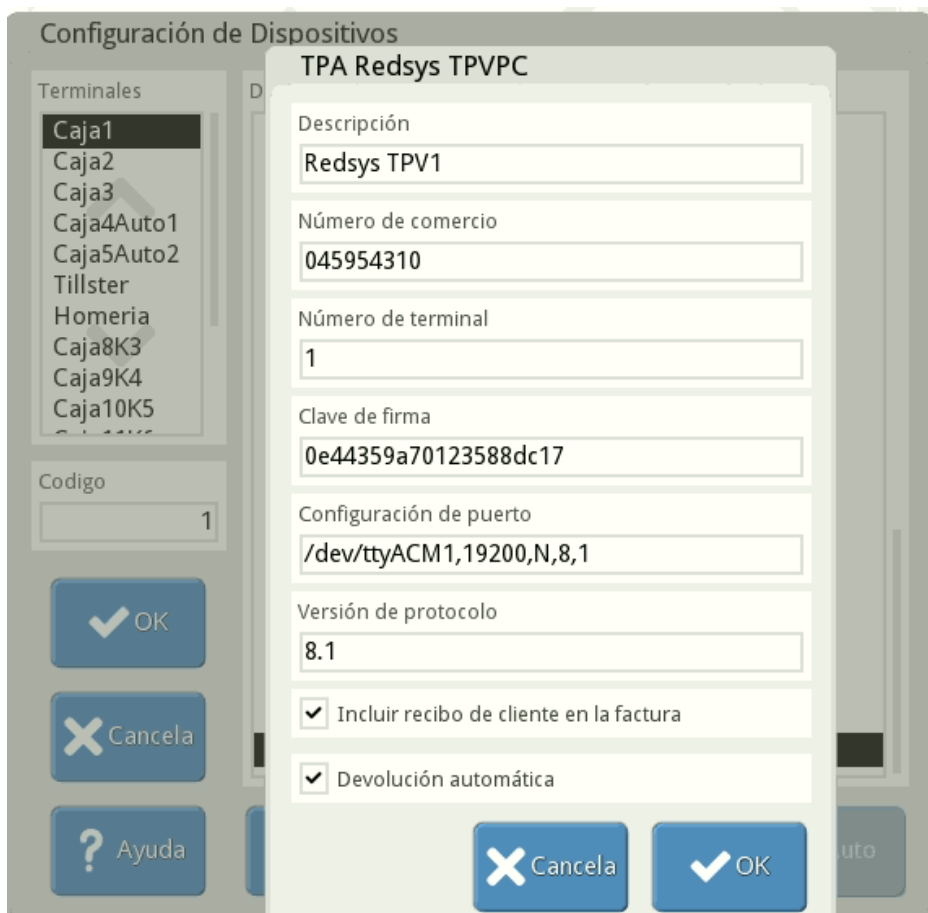 Configuración de Dispositivos
TPA Redsys TPVPC
Terminales
Caja1
Caja2
Caja3
Caja4Auto1
Caja5Auto2
Tillster
Homeria
Caja8K3
Caja9K4
Caja10K5
Codigo
1
OK
Cancela
Ayuda
Descripción
Redsys TPV1
Número de comercio
045954310
Número de terminal
1
Clave de firma
0e44359a70123588dc17
Configuración de puerto
/dev/ttyACM1,19200,N,8,1
Versión de protocolo
8.1
Incluir recibo de cliente en la factura
Devolución automática
Cancela
OK